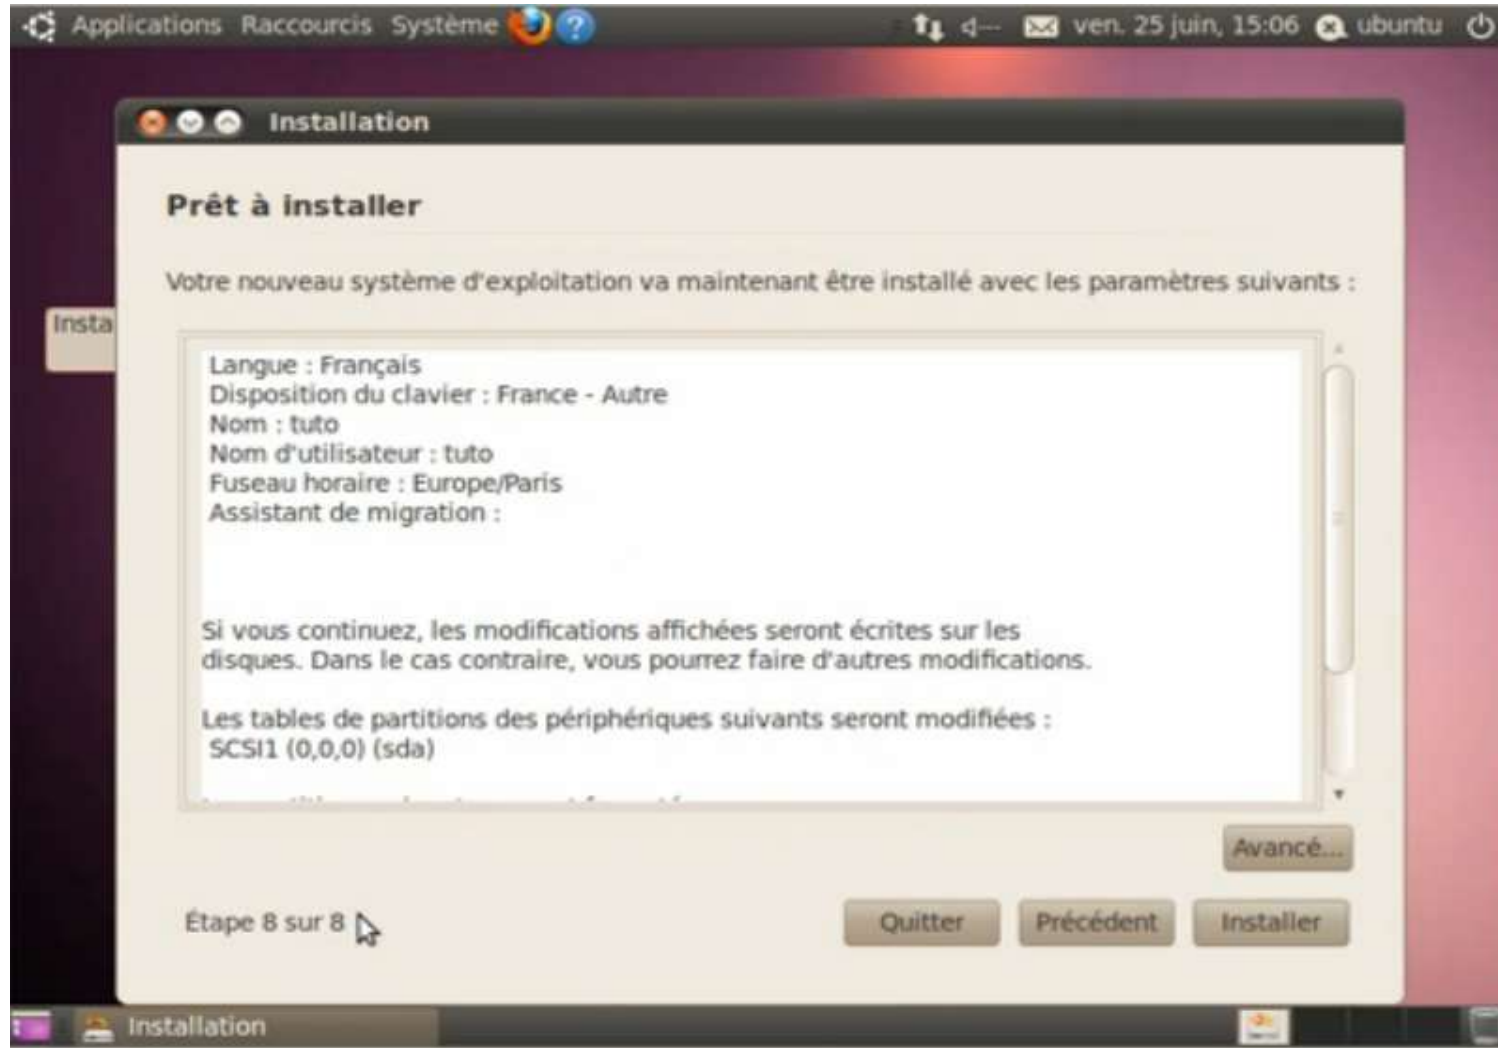 Applications Raccourcis Système ven. 25 juin, 15:06 ubuntu
Installation
Prêt à installer
Votre nouveau système d'exploitation va maintenant être installé avec les paramètres suivants :
Insta
Langue : Français
Disposition du clavier : France - Autre
Nom : tuto
Nom d'utilisateur : tuto
Fuseau horaire : Europe/Paris
Assistant de migration :
Si vous continuez, les modifications affichées seront écrites sur les
disques. Dans le cas contraire, vous pourrez faire d'autres modifications.
Les tables de partitions des périphériques suivants seront modifiées :
SCSI1 (0,0,0) (sda)
Avancé...
Étape 8 sur 8
Quitter Précédent Installer
Installation